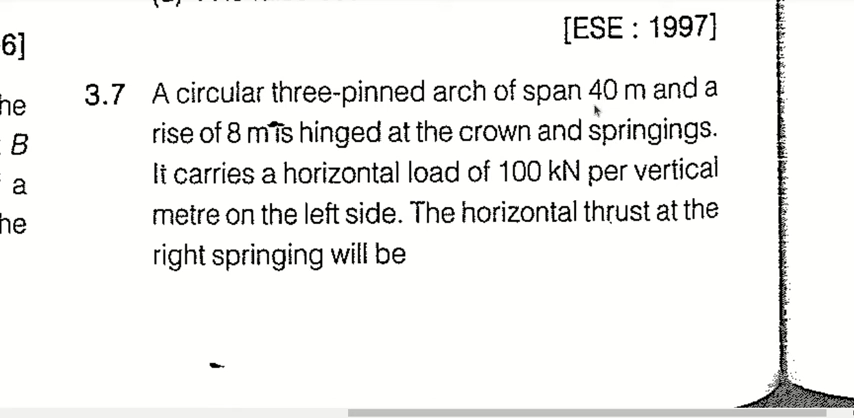 [ESE : 1997]
6]
3.7 A circular three-pinned arch of span 40 m and a
he
rise of 8 m is hinged at the crown and springings.
B
It carries a horizontal load of 100 kN per vertical
a
metre on the left side. The horizontal thrust at the
he
right springing will be